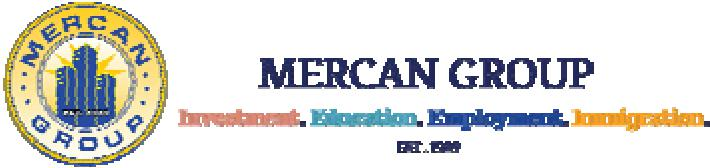 MERCAN GROUP
MERCAN GROUP
Investment. Education. Employment. Immigration.
EST. 1989